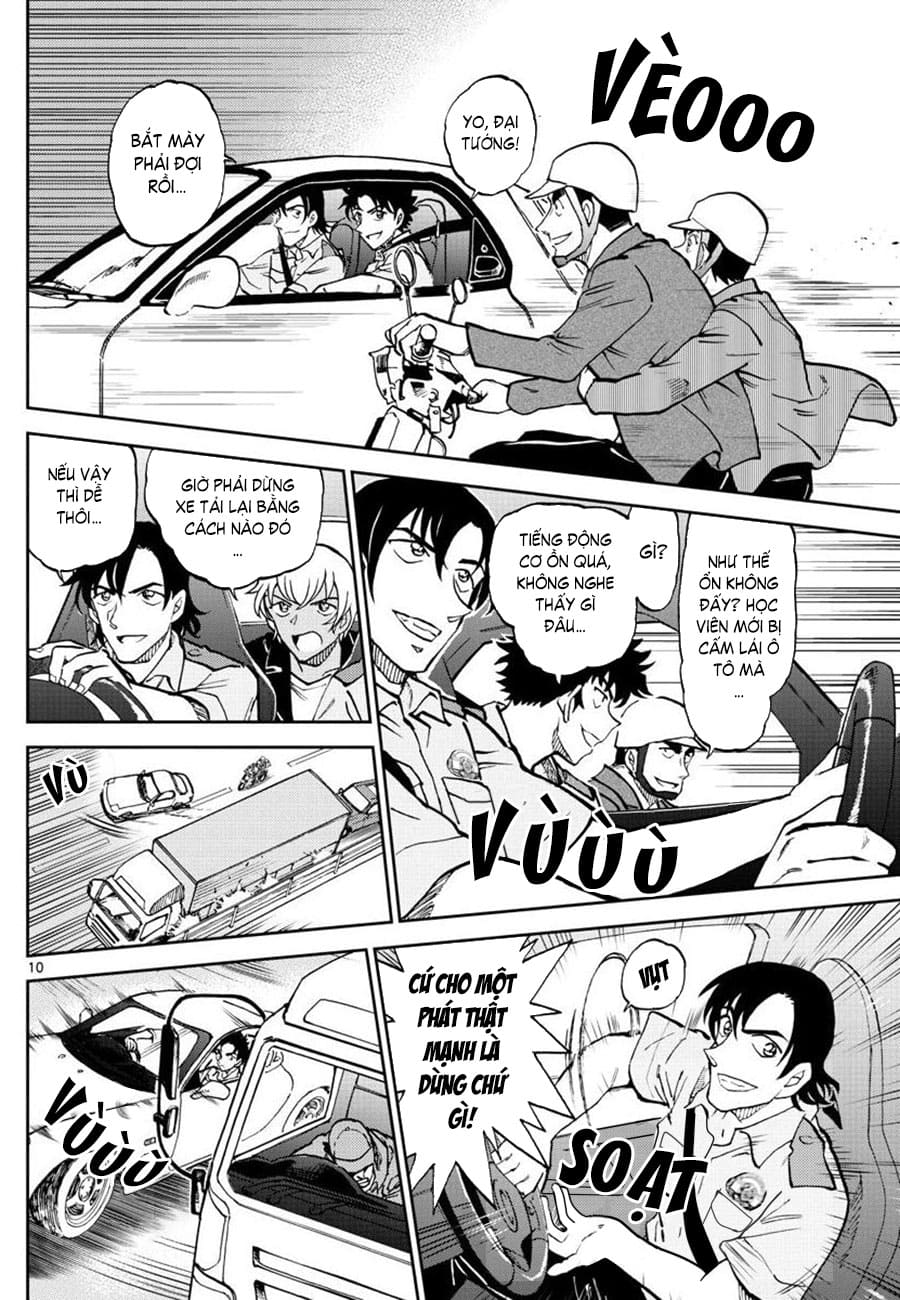 VÈOOO
YO, ĐẠI
TƯỚNG!
BẮT MÀY
PHẢI ĐỢI
RỒI...
NHƯ THẾ
ỔN KHÔNG
ĐẤY? HỌC
VIÊN MỚI BỊ
CẤM LÁI Ô
TÔ MÀ
...
GÌ?
TIẾNG ĐỘNG
CƠ ỒN QUÁ,
KHÔNG NGHE
THẤY GÌ
ĐÂU...
VÙÙÙ
GIỜ PHẢI DỪNG
XE TẢI LẠI BẰNG
CÁCH NÀO ĐÓ
...
NẾU VẬY
THÌ DỄ
THÔI...
VÙ
VỤT
SOẠT
CỨ CHO MỘT
PHÁT THẬT
MẠNH LÀ
DỪNG CHỨ
GÌ!
VÙÙÙ
10